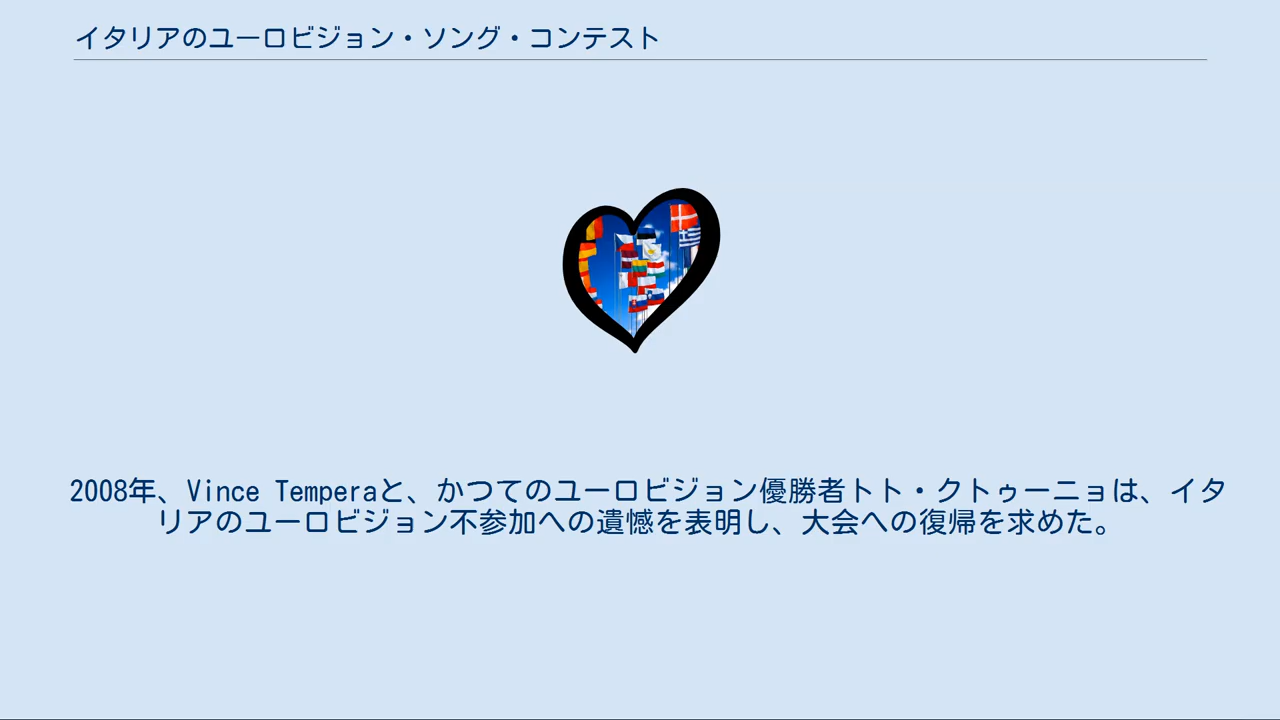 イタリアのユーロビジョン・ソング・コンテスト
2008年、Vince Temperaと、かつてのユーロビジョン優勝者トト・クトゥーニョは、イタ
リアのユーロビジョン不参加への遺憾を表明し、大会への復帰を求めた。